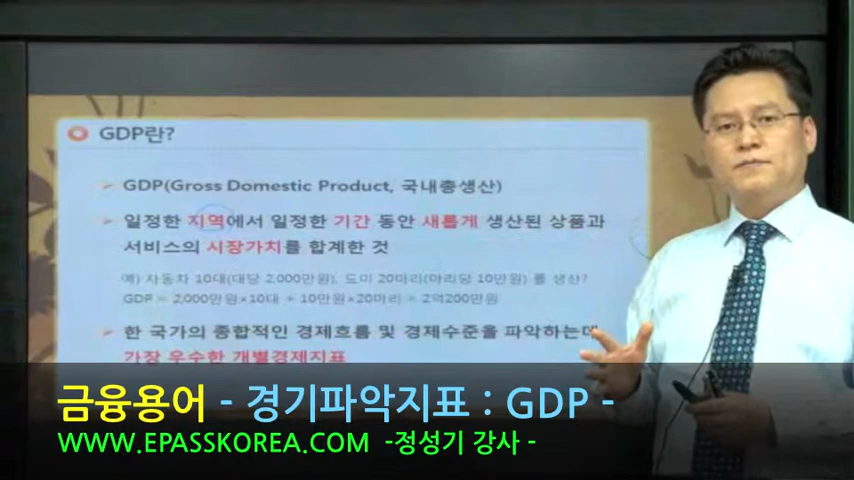 GDP란?
GDP(Gross Domestic Product, 국내총생산)
일정한 지역에서 일정한 기간 동안 새롭게 생산된 상품과
서비스의 시장가치를 합계한 것
예) 자동차 10대(대당 2,000만원), 도미 20마리(마리당 10만원) 를 생산?
GDP = 2,000만원×10대 + 10만원×20마리 = 2억200만원
한 국가의 종합적인 경제흐름 및 경제수준을 파악하는데
가장 우수한 개별경제지표
금융용어 - 경기파악지표 : GDP -
WWW.EPASSKOREA.COM -정성기 강사 -